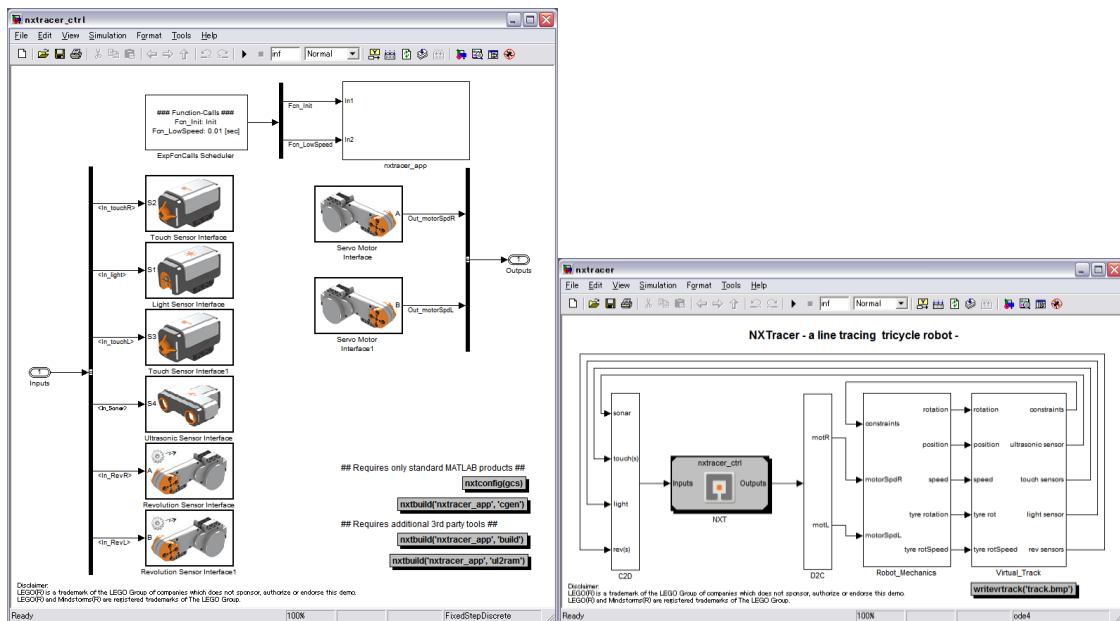 nxtracer_ctrl
File Edit View Simulation Format Tools Help
inf Normal
### Function-Calls ###
Fcn_Init: Init
Fcn_LowSpeed: 0.01 [sec]
ExpFcnCalls Scheduler
Fcn_Init
In1
Fcn_LowSpeed
In2
nxtracer_app
<In_touchR>
S2
Touch Sensor Interface
<In_light>
S1
Light Sensor Interface
<In_touchL>
S3
Touch Sensor Interface1
1
Inputs
<In_Sonar>
S4
Ultrasonic Sensor Interface
<In_RevR>
A
Revolution Sensor Interface
<In_RevL>
B
Revolution Sensor Interface1
A
Out_motorSpdR
Servo Motor
Interface
B
Out_motorSpdL
Servo Motor
Interface1
1
Outputs
## Requires only standard MATLAB products ##
nxtconfig(gcs)
nxtbuild('nxtracer_app', 'cgen')
## Requires additional 3rd party tools ##
nxtbuild('nxtracer_app', 'build')
nxtbuild('nxtracer_app', 'ul2ram')
Disclaimer:
LEGO(R) is a trademark of the LEGO Group of companies which does not sponsor, authorize or endorse this demo.
LEGO(R) and Mindstorms(R) are registered trademarks of The LEGO Group.
Ready 100% FixedStepDiscrete
nxtracer
File Edit View Simulation Format Tools Help
inf Normal
NXTracer - a line tracing tricycle robot -
sonar
touch(s)
light
rev(s)
C2D
nxtracer_ctrl
Inputs Outputs
NXT
motR
motL
D2C
constraints
motorSpdR
motorSpdL
rotation
position
speed
tyre rotation
tyre rotSpeed
Robot_Mechanics
rotation
position
speed
tyre rot
tyre rotSpeed
constraints
ultrasonic sensor
touch sensors
light sensor
rev sensors
Virtual_Track
writevrtrack('track.bmp')
Disclaimer:
LEGO(R) is a trademark of the LEGO Group of companies which does not sponsor, authorize or endorse this demo.
LEGO(R) and Mindstorms(R) are registered trademarks of The LEGO Group.
Ready 100% ode4